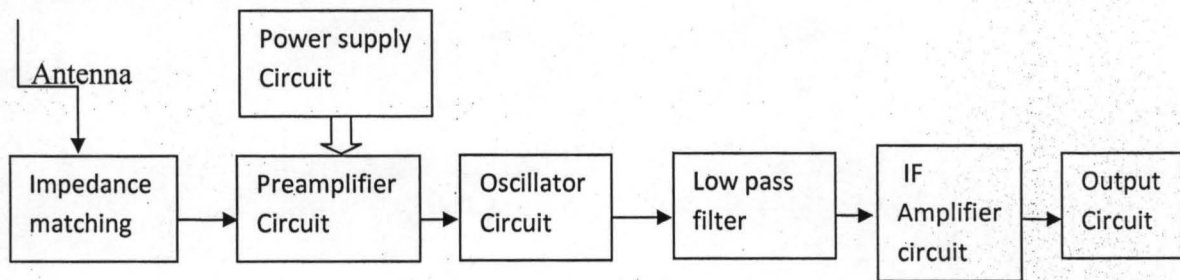 Antenna
Power supply
Circuit
Impedance
matching
Preamplifier
Circuit
Oscillator
Circuit
Low pass
filter
IF
Amplifier
circuit
Output
Circuit